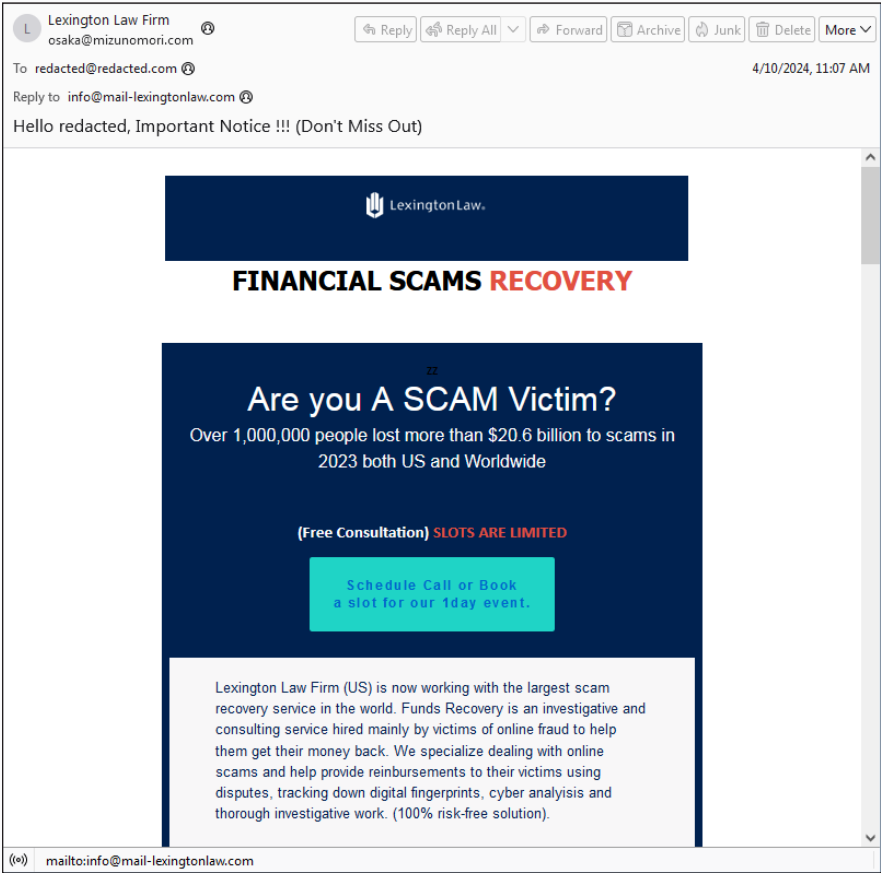 L
Lexington Law Firm
osaka@mizunomori.com
Reply Reply All Forward Archive Junk Delete More
To redacted@redacted.com
4/10/2024, 11:07 AM
Reply to info@mail-lexingtonlaw.com
Hello redacted, Important Notice !!! (Don't Miss Out)
LexingtonLaw.
FINANCIAL SCAMS RECOVERY
zz
Are you A SCAM Victim?
Over 1,000,000 people lost more than $20.6 billion to scams in
2023 both US and Worldwide
(Free Consultation) SLOTS ARE LIMITED
Schedule Call or Book
a slot for our 1day event.
Lexington Law Firm (US) is now working with the largest scam
recovery service in the world. Funds Recovery is an investigative and
consulting service hired mainly by victims of online fraud to help
them get their money back. We specialize dealing with online
scams and help provide reinbursements to their victims using
disputes, tracking down digital fingerprints, cyber analyisis and
thorough investigative work. (100% risk-free solution).
mailto:info@mail-lexingtonlaw.com